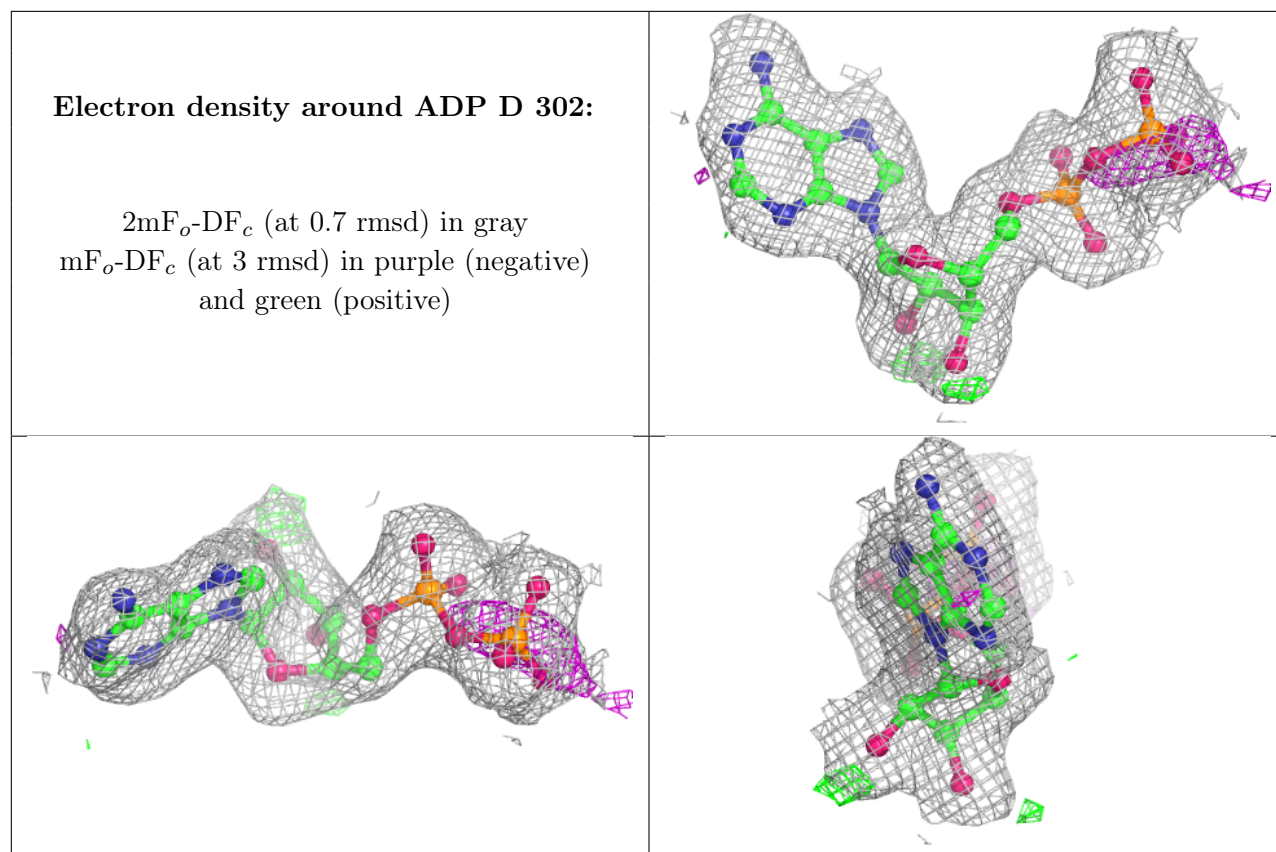 Electron density around ADP D 302:
2mFₒ-DF𝑐 (at 0.7 rmsd) in gray
mFₒ-DF𝑐 (at 3 rmsd) in purple (negative)
and green (positive)